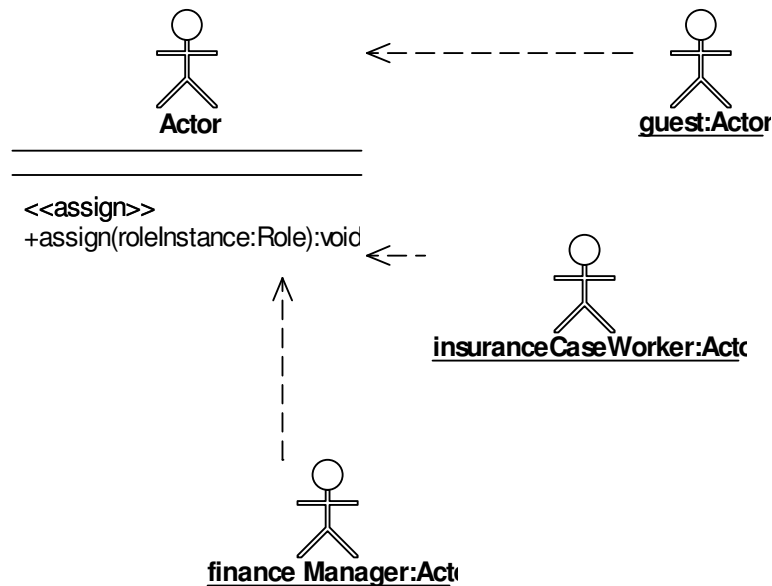 Actor
guest:Actor
<<assign>>
+assign(roleInstance:Role):void
insuranceCaseWorker:Acto
finance Manager:Acto